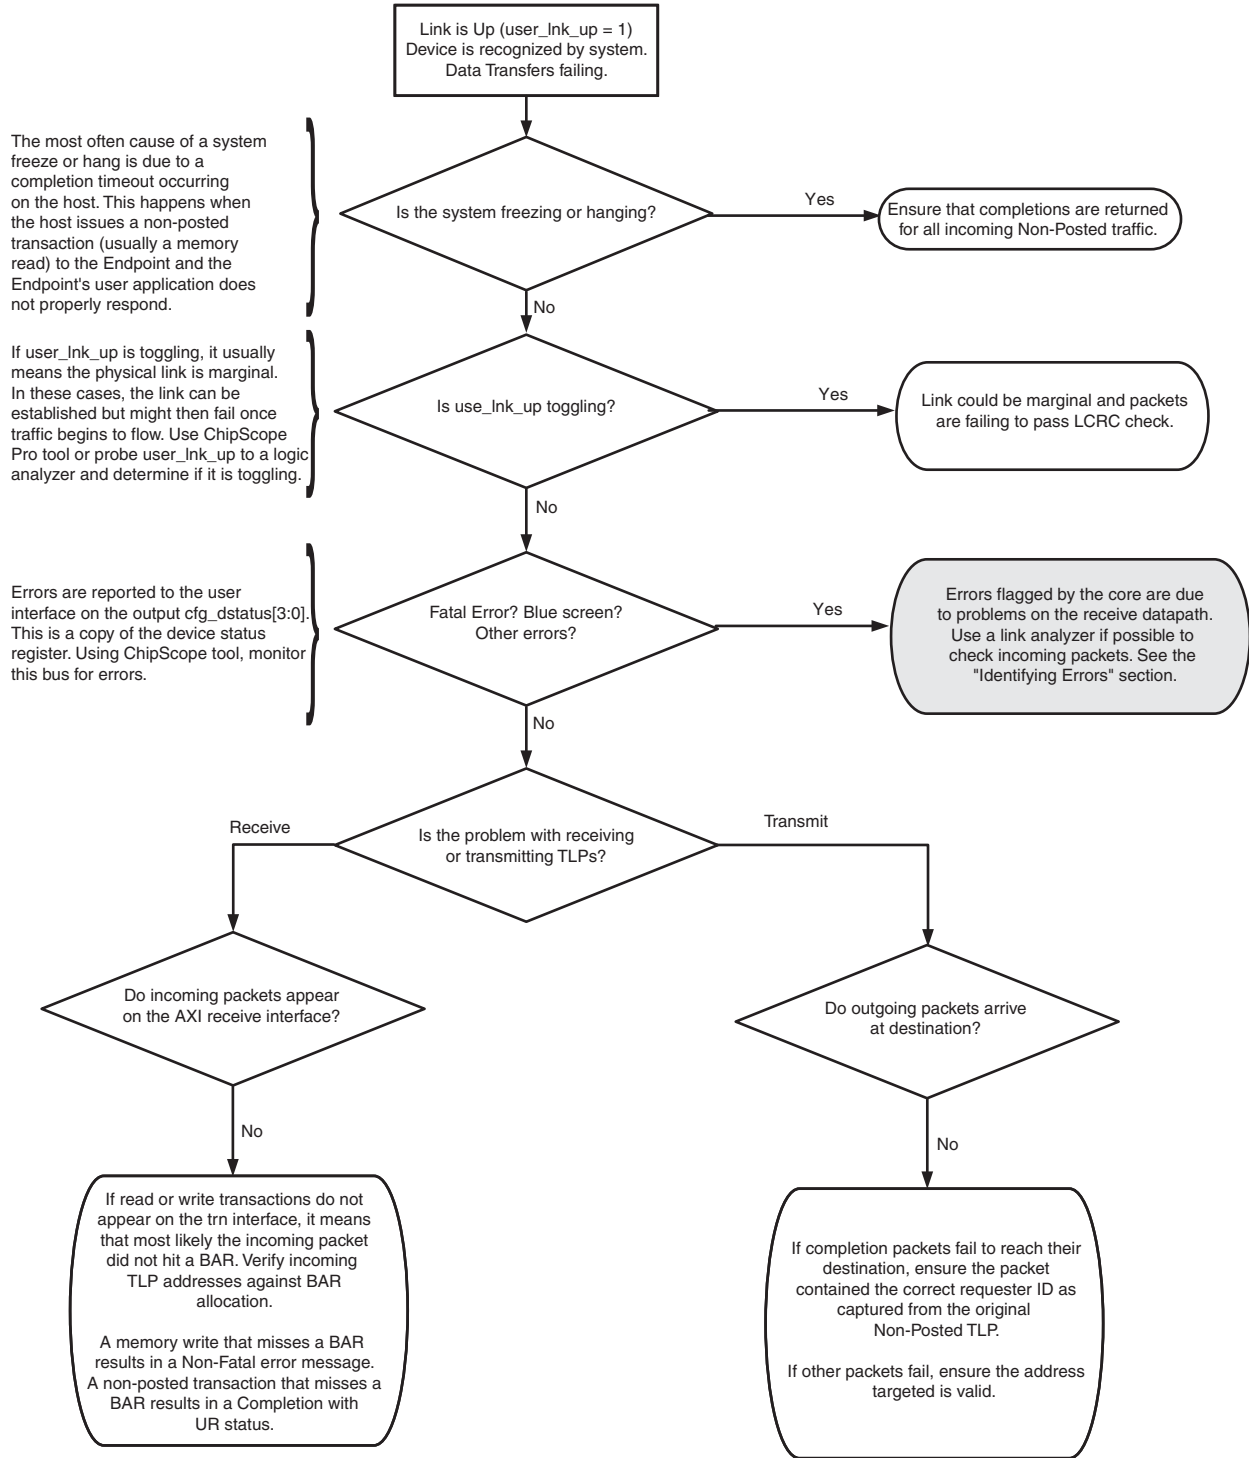 Link is Up (user_lnk_up = 1)
Device is recognized by system.
Data Transfers failing.
The most often cause of a system
freeze or hang is due to a
completion timeout occurring
on the host. This happens when
the host issues a non-posted
transaction (usually a memory
read) to the Endpoint and the
Endpoint's user application does
not properly respond.
Is the system freezing or hanging?
Yes
Ensure that completions are returned
for all incoming Non-Posted traffic.
No
If user_lnk_up is toggling, it usually
means the physical link is marginal.
In these cases, the link can be
established but might then fail once
traffic begins to flow. Use ChipScope
Pro tool or probe user_lnk_up to a logic
analyzer and determine if it is toggling.
Is use_lnk_up toggling?
Yes
Link could be marginal and packets
are failing to pass LCRC check.
No
Errors are reported to the user
interface on the output cfg_dstatus[3:0].
This is a copy of the device status
register. Using ChipScope tool, monitor
this bus for errors.
Fatal Error? Blue screen?
Other errors?
Yes
Errors flagged by the core are due
to problems on the receive datapath.
Use a link analyzer if possible to
check incoming packets. See the
"Identifying Errors" section.
No
Is the problem with receiving
or transmitting TLPs?
Receive
Transmit
Do incoming packets appear
on the AXI receive interface?
Do outgoing packets arrive
at destination?
No
No
If read or write transactions do not
appear on the trn interface, it means
that most likely the incoming packet
did not hit a BAR. Verify incoming
TLP addresses against BAR
allocation.
A memory write that misses a BAR
results in a Non-Fatal error message.
A non-posted transaction that misses a
BAR results in a Completion with
UR status.
If completion packets fail to reach their
destination, ensure the packet
contained the correct requester ID as
captured from the original
Non-Posted TLP.
If other packets fail, ensure the address
targeted is valid.